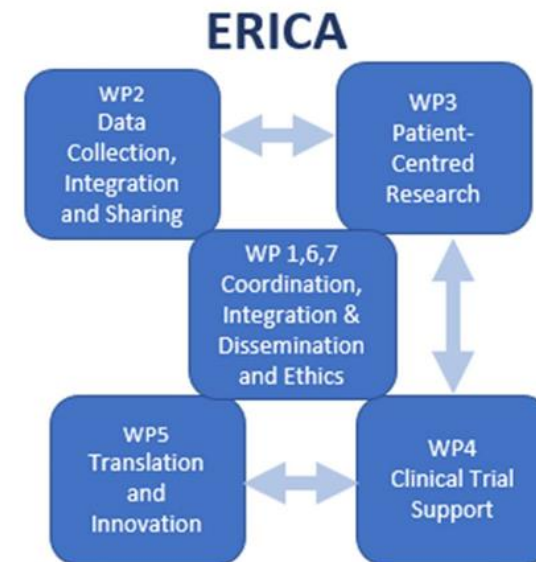 ERICA
WP2
Data
Collection,
Integration
and Sharing
WP3
Patient-
Centred
Research
WP 1,6,7
Coordination,
Integration &
Dissemination
and Ethics
WP5
Translation
and
Innovation
WP4
Clinical Trial
Support